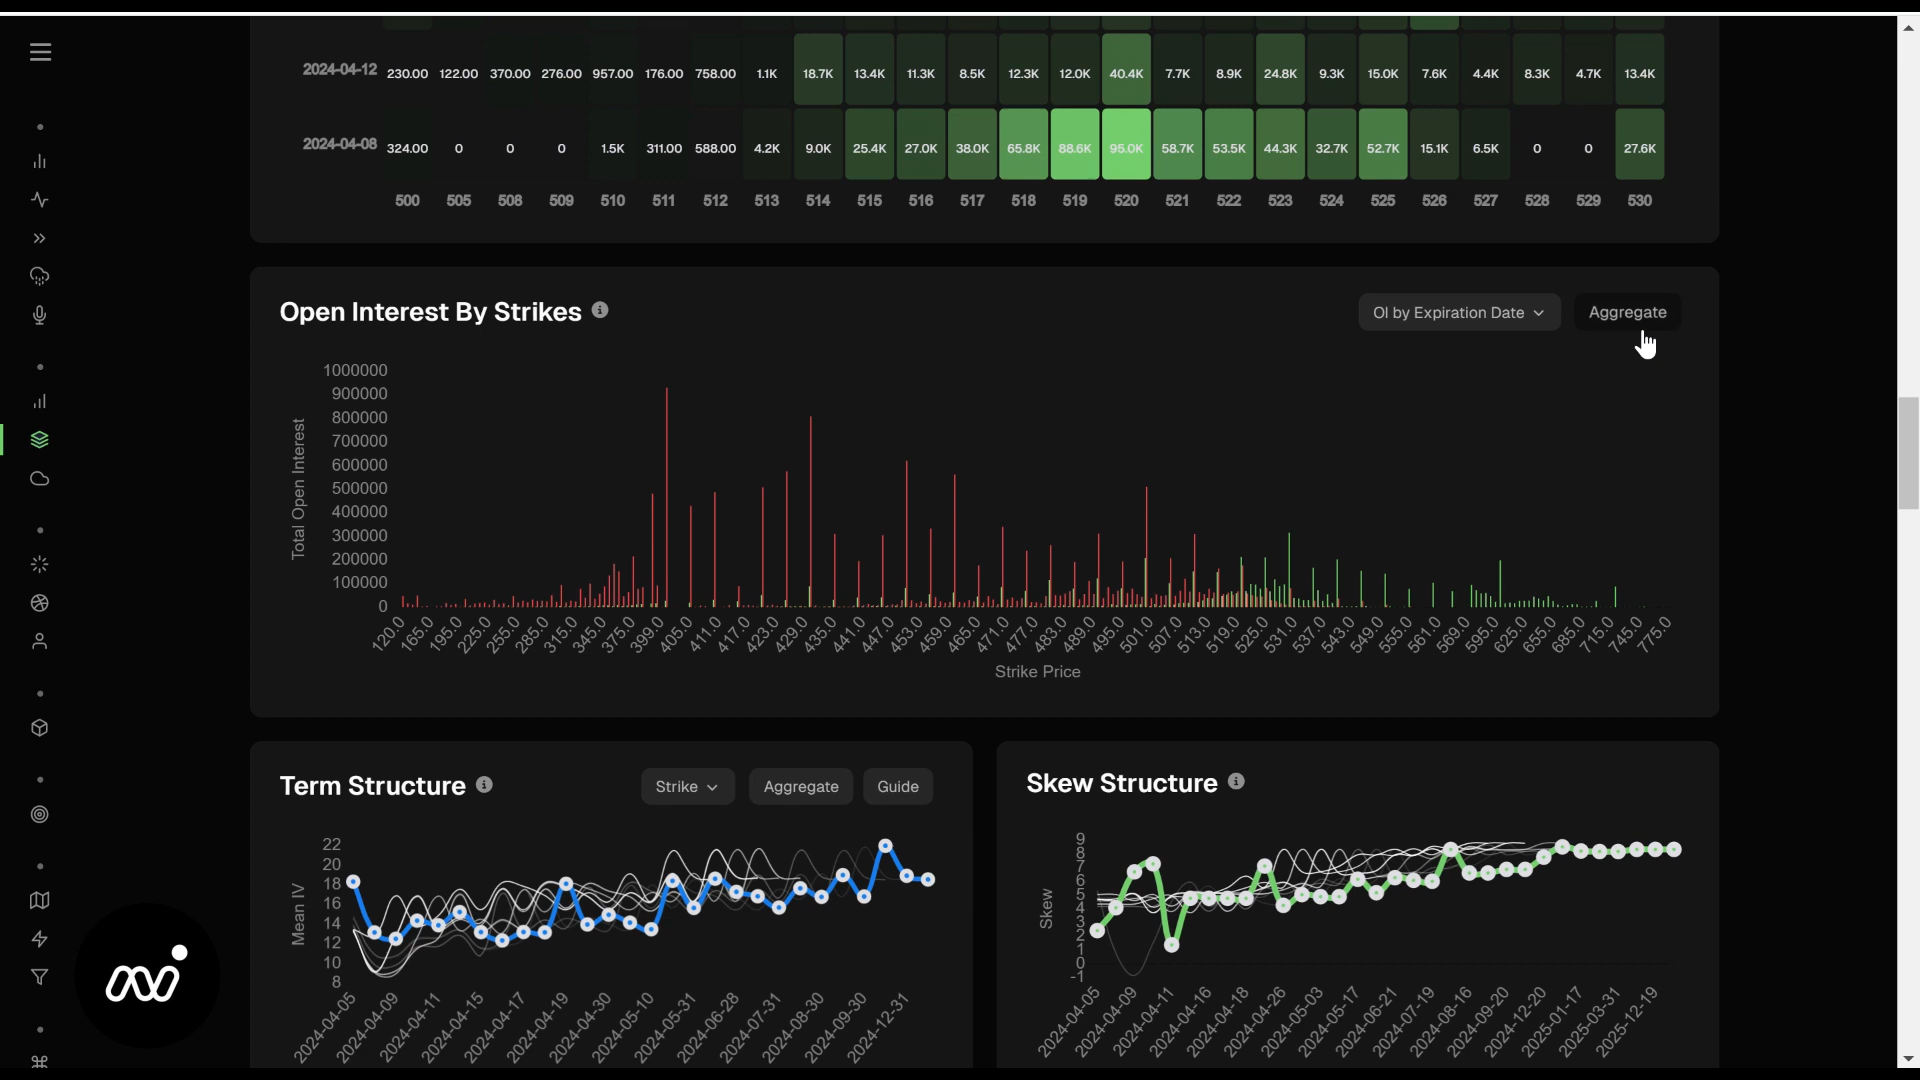 2024-04-12 230.00 122.00 370.00 276.00 957.00 176.00 758.00 1.1K 18.7K 13.4K 11.3K 8.5K 12.3K 12.0K 40.4K 7.7K 8.9K 24.8K 9.3K 15.0K 7.6K 4.4K 8.3K 4.7K 13.4K
2024-04-08 324.00 0 0 0 1.5K 311.00 588.00 4.2K 9.0K 25.4K 27.0K 38.0K 65.8K 88.6K 95.0K 58.7K 53.5K 44.3K 32.7K 52.7K 15.1K 6.5K 0 0 27.6K
500 505 508 509 510 511 512 513 514 515 516 517 518 519 520 521 522 523 524 525 526 527 528 529 530
Open Interest By Strikes
OI by Expiration Date
Aggregate
Total Open Interest
1000000
900000
800000
700000
600000
500000
400000
300000
200000
100000
0
120.0 165.0 195.0 225.0 255.0 285.0 315.0 345.0 375.0 399.0 405.0 411.0 417.0 423.0 429.0 435.0 441.0 447.0 453.0 459.0 465.0 471.0 477.0 483.0 489.0 495.0 501.0 507.0 513.0 519.0 525.0 531.0 537.0 543.0 549.0 555.0 561.0 569.0 595.0 625.0 655.0 685.0 715.0 745.0 775.0
Strike Price
Term Structure
Strike
Aggregate
Guide
Mean IV
22
20
18
16
14
12
10
8
2024-04-05 2024-04-09 2024-04-11 2024-04-15 2024-04-17 2024-04-19 2024-04-30 2024-05-10 2024-05-31 2024-06-28 2024-07-31 2024-08-30 2024-09-30 2024-12-31
Skew Structure
Skew
9
8
7
6
5
4
3
2
1
0
-1
2024-04-05 2024-04-09 2024-04-11 2024-04-16 2024-04-18 2024-04-26 2024-05-03 2024-05-17 2024-06-21 2024-07-19 2024-08-16 2024-09-20 2024-12-20 2025-01-17 2025-03-31 2025-12-19